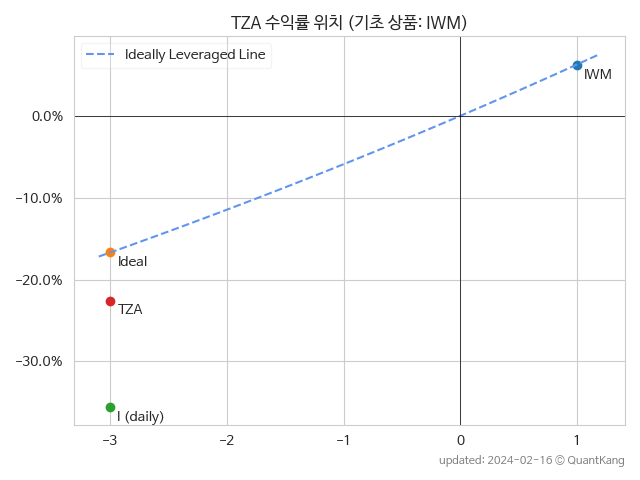 TZA 수익률 위치 (기초 상품: IWM)
Ideally Leveraged Line
IWM
0.0%
−10.0%
Ideal
−20.0%
TZA
−30.0%
I (daily)
−3 −2 −1 0 1
updated: 2024-02-16 © QuantKang